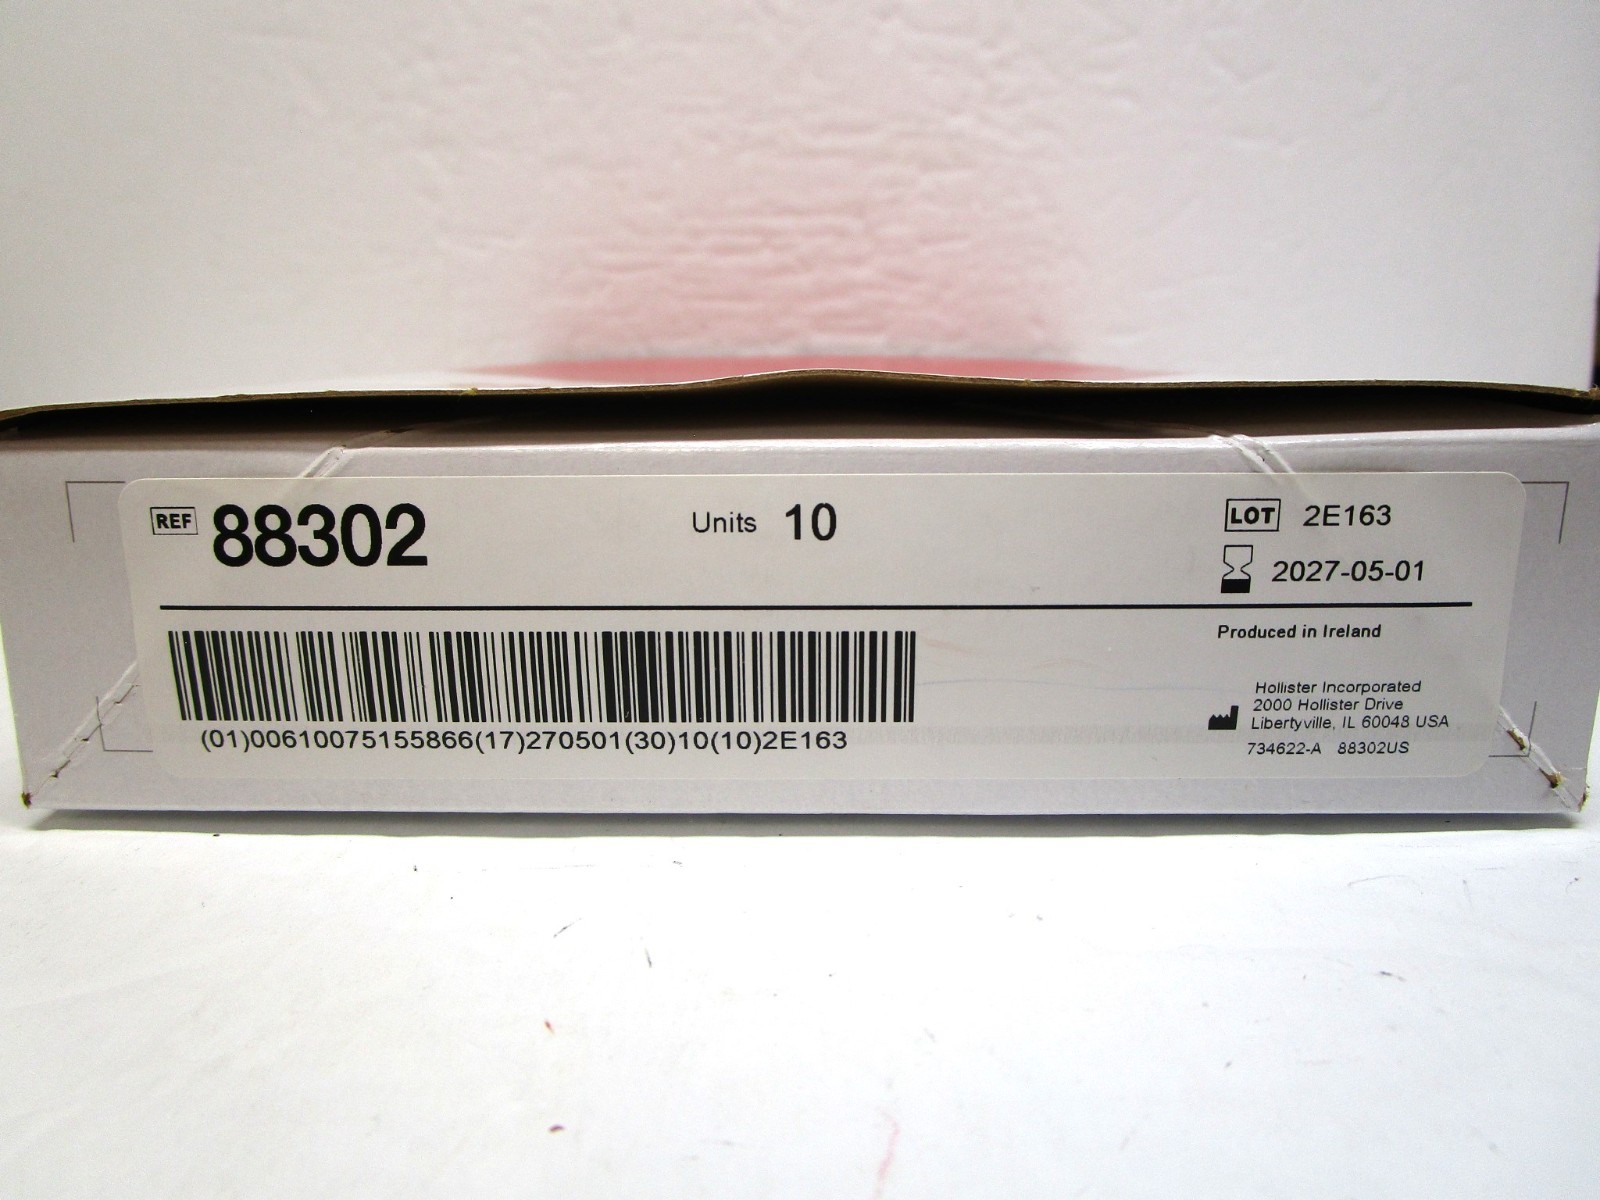 REF 88302 Units 10 LOT 2E163
2027-05-01
Produced in Ireland
(01)00610075155866(17)270501(30)10(10)2E163
Hollister Incorporated
2000 Hollister Drive
Libertyville, IL 60048 USA
734622-A 88302US